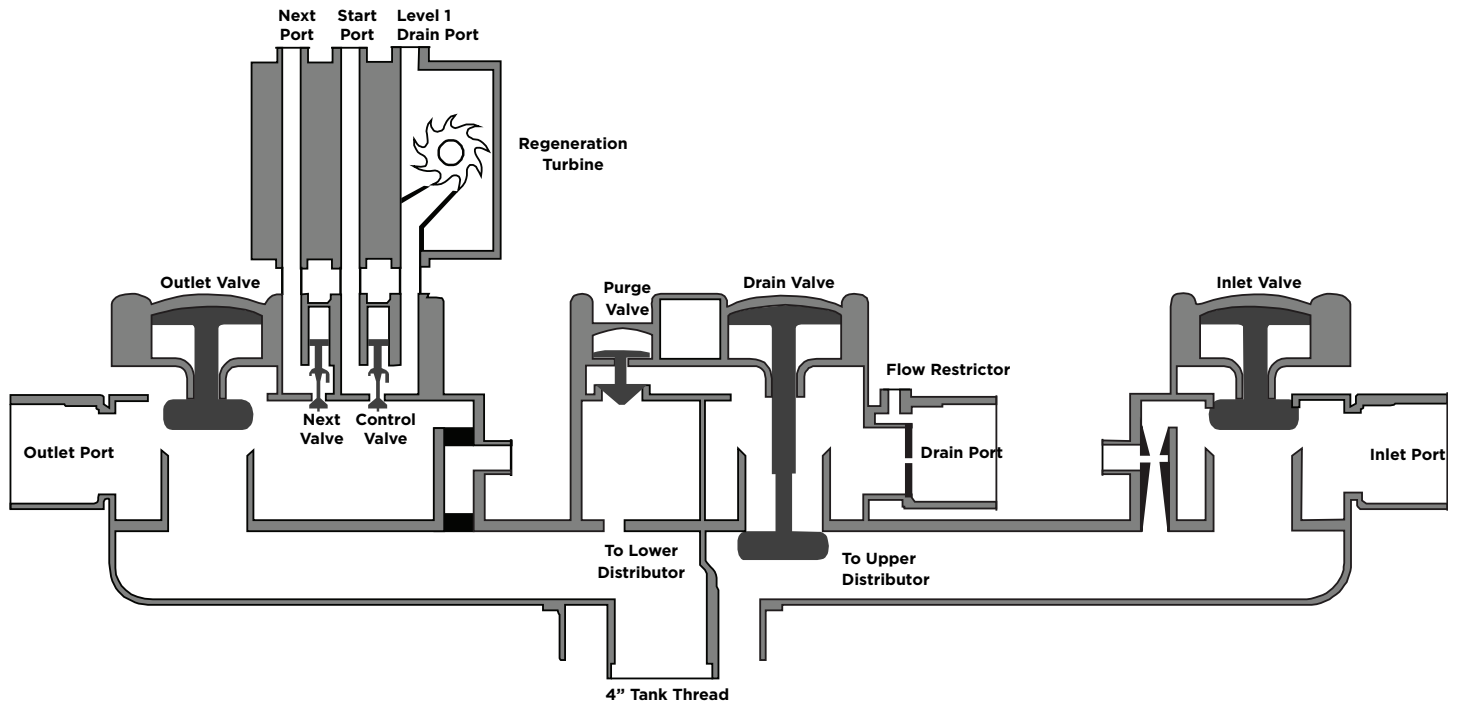 Next
Port
Start
Port
Level 1
Drain Port
Regeneration
Turbine
Outlet Valve
Purge
Valve
Drain Valve
Inlet Valve
Flow Restrictor
Next
Valve
Control
Valve
Outlet Port
Drain Port
Inlet Port
To Lower
Distributor
To Upper
Distributor
4” Tank Thread